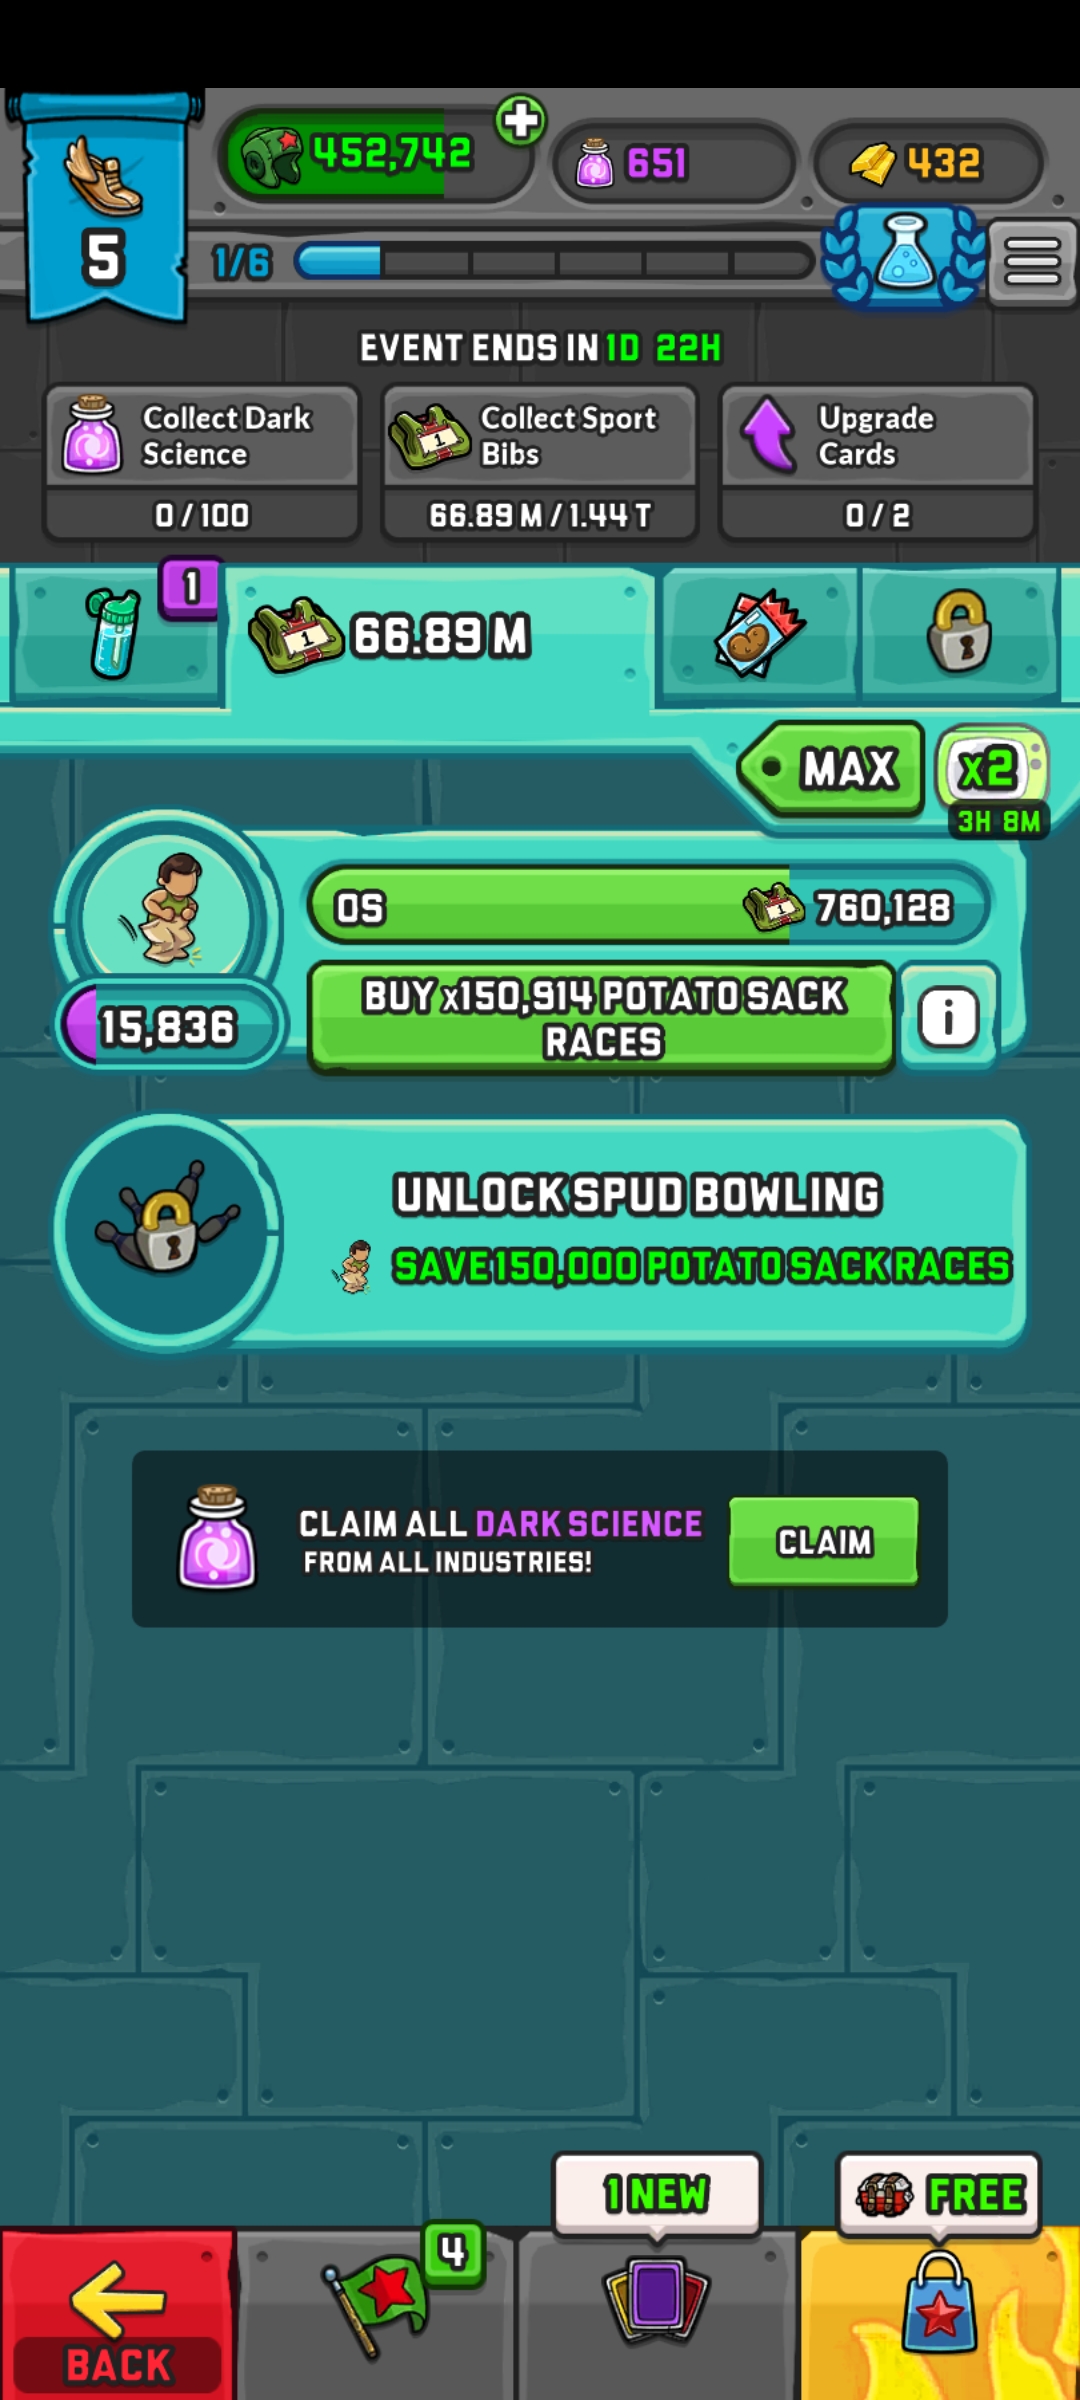 452,742
651
432
5
1/6
EVENT ENDS IN 1D 22H
Collect Dark
Science
0 / 100
Collect Sport
Bibs
66.89 M / 1.44 T
Upgrade
Cards
0 / 2
1
1
66.89 M
MAX
x2
3H 8M
0S
1
760,128
15,836
BUY x150,914 POTATO SACK
RACES
i
UNLOCK SPUD BOWLING
SAVE 150,000 POTATO SACK RACES
CLAIM ALL DARK SCIENCE
FROM ALL INDUSTRIES!
CLAIM
1 NEW
FREE
4
BACK